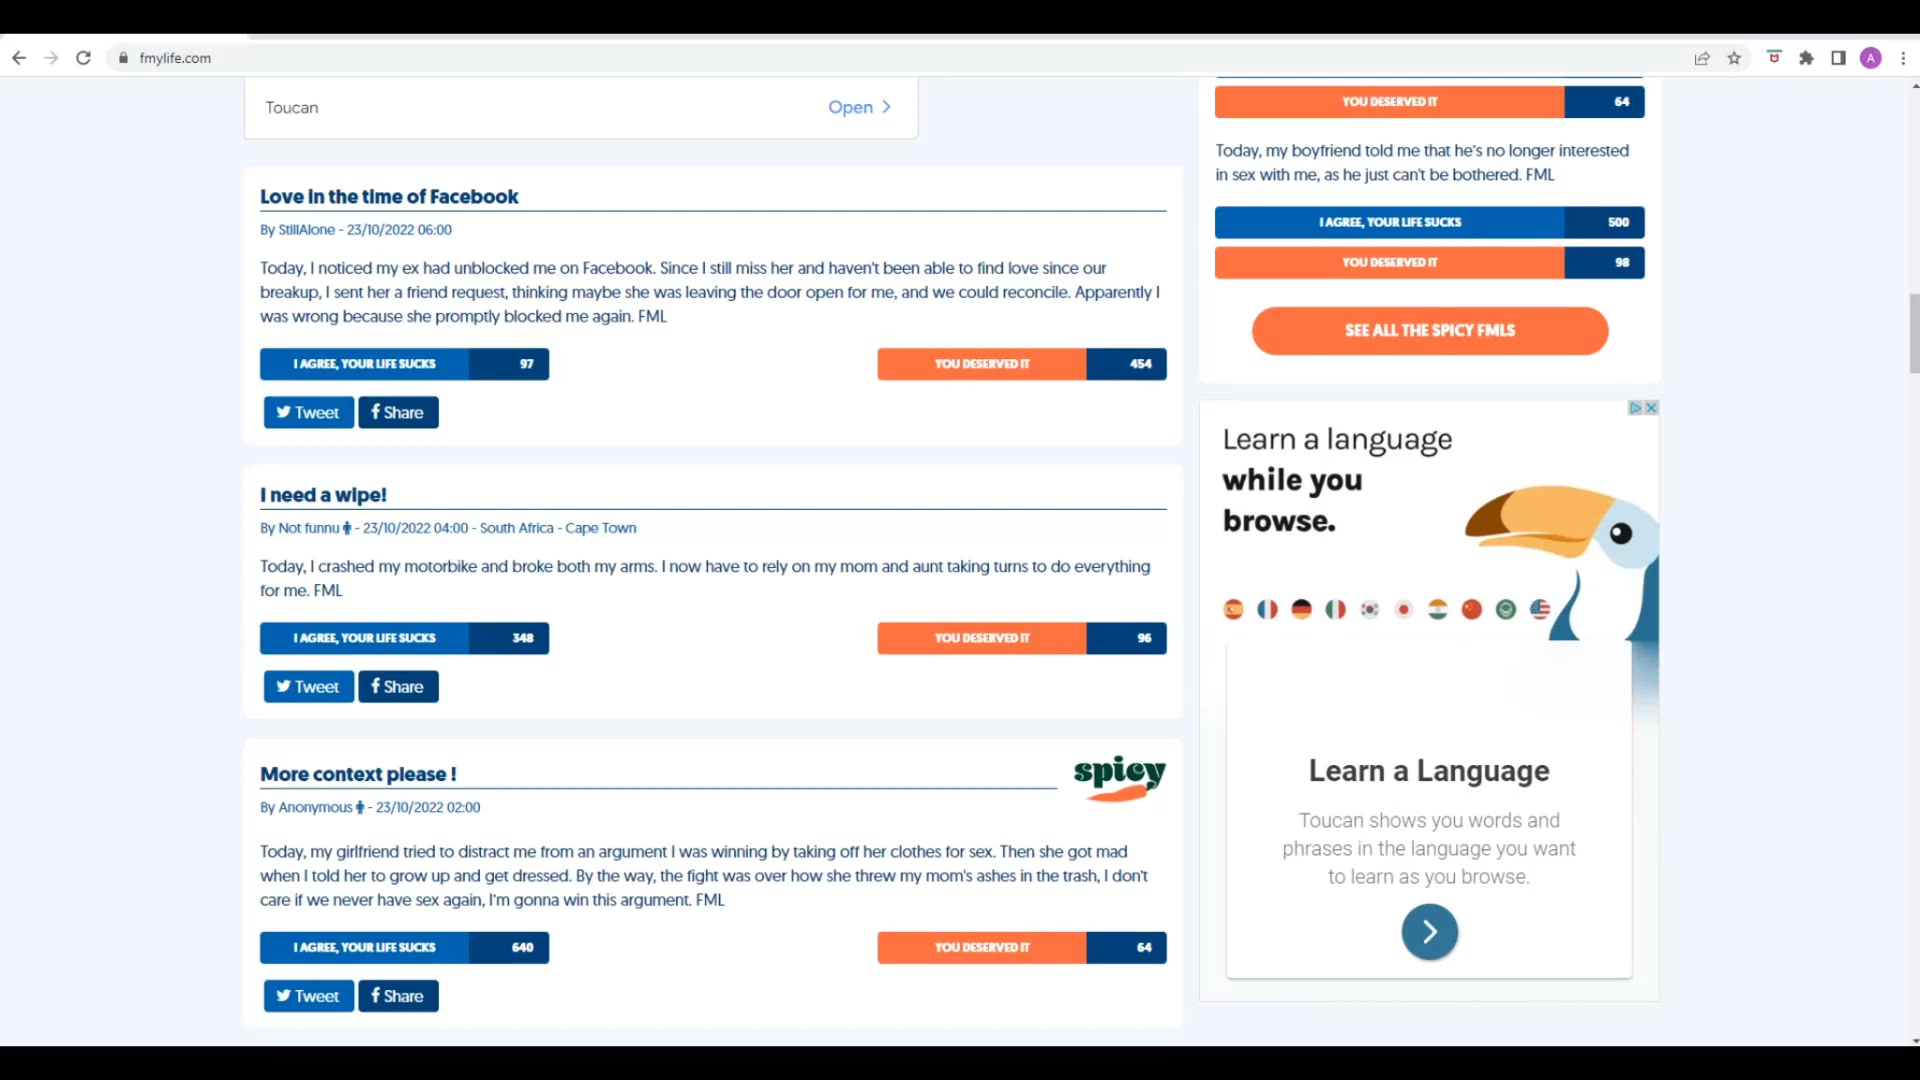 fmylife.com
A
Toucan
Open
Love in the time of Facebook
By StillAlone - 23/10/2022 06:00
Today, I noticed my ex had unblocked me on Facebook. Since I still miss her and haven't been able to find love since our
breakup, I sent her a friend request, thinking maybe she was leaving the door open for me, and we could reconcile. Apparently I
was wrong because she promptly blocked me again. FML
I AGREE, YOUR LIFE SUCKS 97
YOU DESERVED IT 454
Tweet
Share
I need a wipe!
By Not funnu - 23/10/2022 04:00 - South Africa - Cape Town
Today, I crashed my motorbike and broke both my arms. I now have to rely on my mom and aunt taking turns to do everything
for me. FML
I AGREE, YOUR LIFE SUCKS 348
YOU DESERVED IT 96
Tweet
Share
More context please !
spicy
By Anonymous - 23/10/2022 02:00
Today, my girlfriend tried to distract me from an argument I was winning by taking off her clothes for sex. Then she got mad
when I told her to grow up and get dressed. By the way, the fight was over how she threw my mom's ashes in the trash, I don't
care if we never have sex again, I'm gonna win this argument. FML
I AGREE, YOUR LIFE SUCKS 640
YOU DESERVED IT 64
Tweet
Share
YOU DESERVED IT 64
Today, my boyfriend told me that he's no longer interested
in sex with me, as he just can't be bothered. FML
I AGREE, YOUR LIFE SUCKS 500
YOU DESERVED IT 98
SEE ALL THE SPICY FMLS
Learn a language
while you
browse.
Learn a Language
Toucan shows you words and
phrases in the language you want
to learn as you browse.